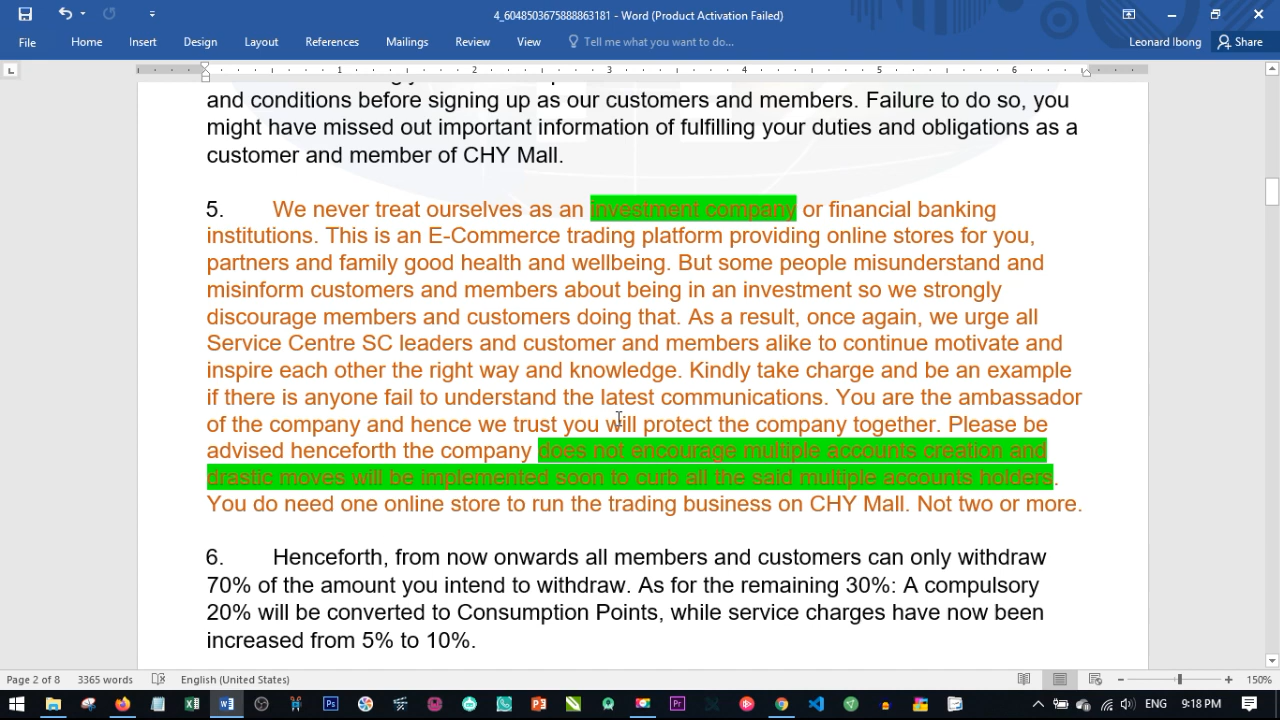 4_6048503675888863181 - Word (Product Activation Failed)
File Home Insert Design Layout References Mailings Review View Tell me what you want to do... Leonard Ibong Share
1 2 3 4 5 6
and conditions before signing up as our customers and members. Failure to do so, you
might have missed out important information of fulfilling your duties and obligations as a
customer and member of CHY Mall.
5. We never treat ourselves as an investment company or financial banking
institutions. This is an E-Commerce trading platform providing online stores for you,
partners and family good health and wellbeing. But some people misunderstand and
misinform customers and members about being in an investment so we strongly
discourage members and customers doing that. As a result, once again, we urge all
Service Centre SC leaders and customer and members alike to continue motivate and
inspire each other the right way and knowledge. Kindly take charge and be an example
if there is anyone fail to understand the latest communications. You are the ambassador
of the company and hence we trust you will protect the company together. Please be
advised henceforth the company does not encourage multiple accounts creation and
drastic moves will be implemented soon to curb all the said multiple accounts holders.
You do need one online store to run the trading business on CHY Mall. Not two or more.
6. Henceforth, from now onwards all members and customers can only withdraw
70% of the amount you intend to withdraw. As for the remaining 30%: A compulsory
20% will be converted to Consumption Points, while service charges have now been
increased from 5% to 10%.
Page 2 of 8 3365 words English (United States) 150%
ENG 9:18 PM